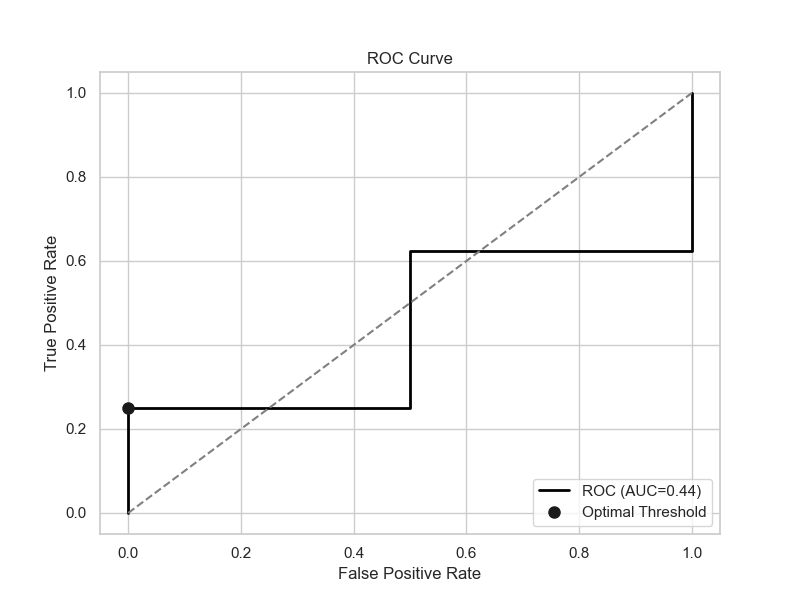 ROC Curve
True Positive Rate
1.0
0.8
0.6
0.4
0.2
0.0
ROC (AUC=0.44)
Optimal Threshold
0.0 0.2 0.4 0.6 0.8 1.0
False Positive Rate